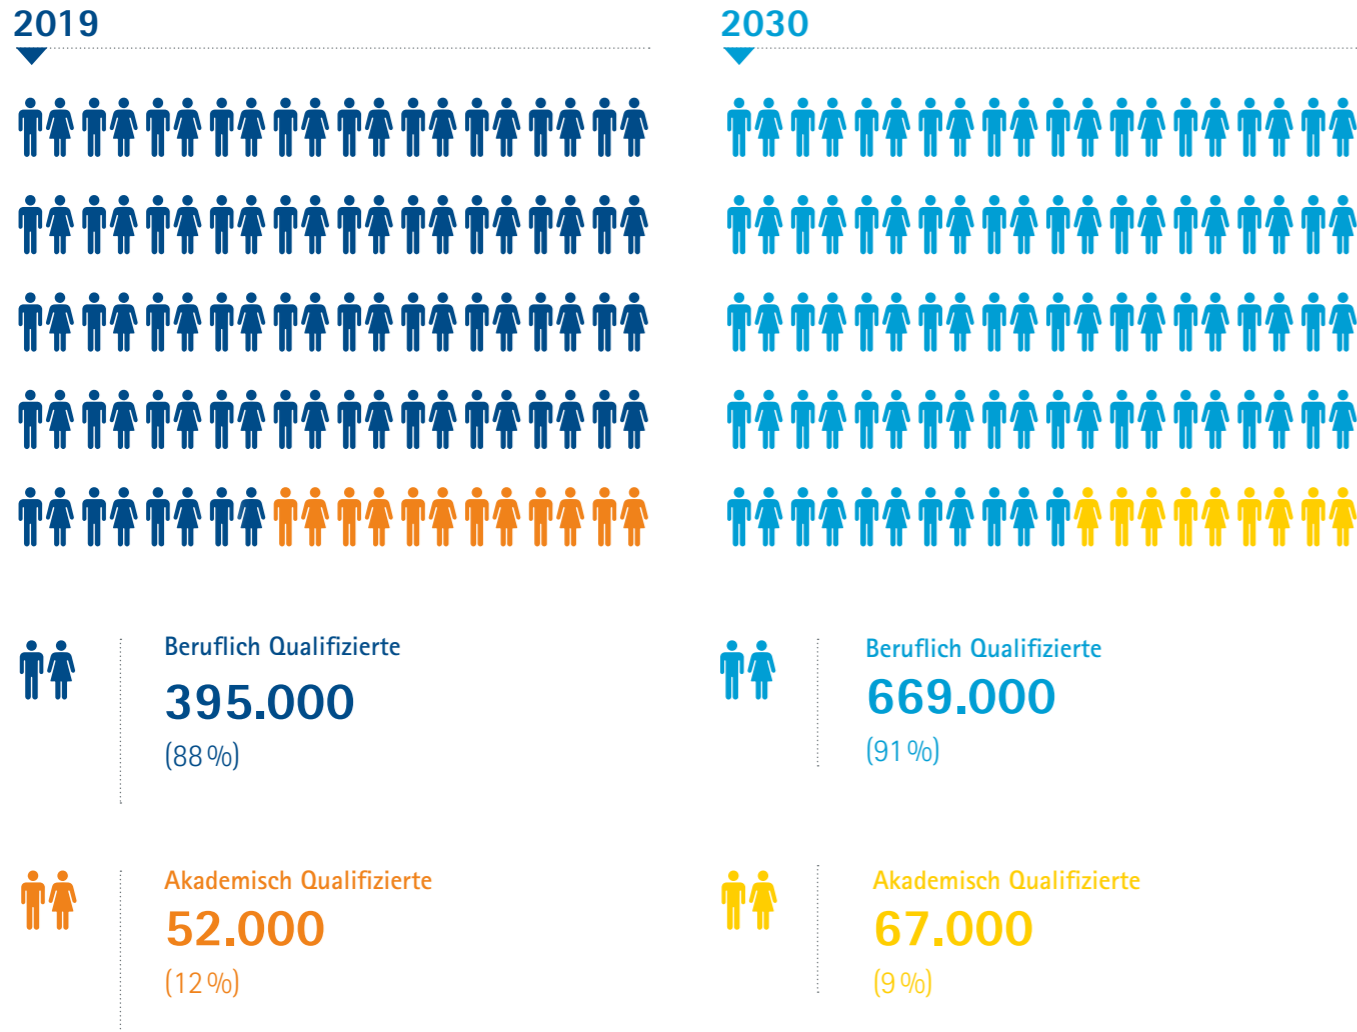 2019
2030
Beruflich Qualifizierte
395.000
(88 %)
Beruflich Qualifizierte
669.000
(91 %)
Akademisch Qualifizierte
52.000
(12 %)
Akademisch Qualifizierte
67.000
(9 %)